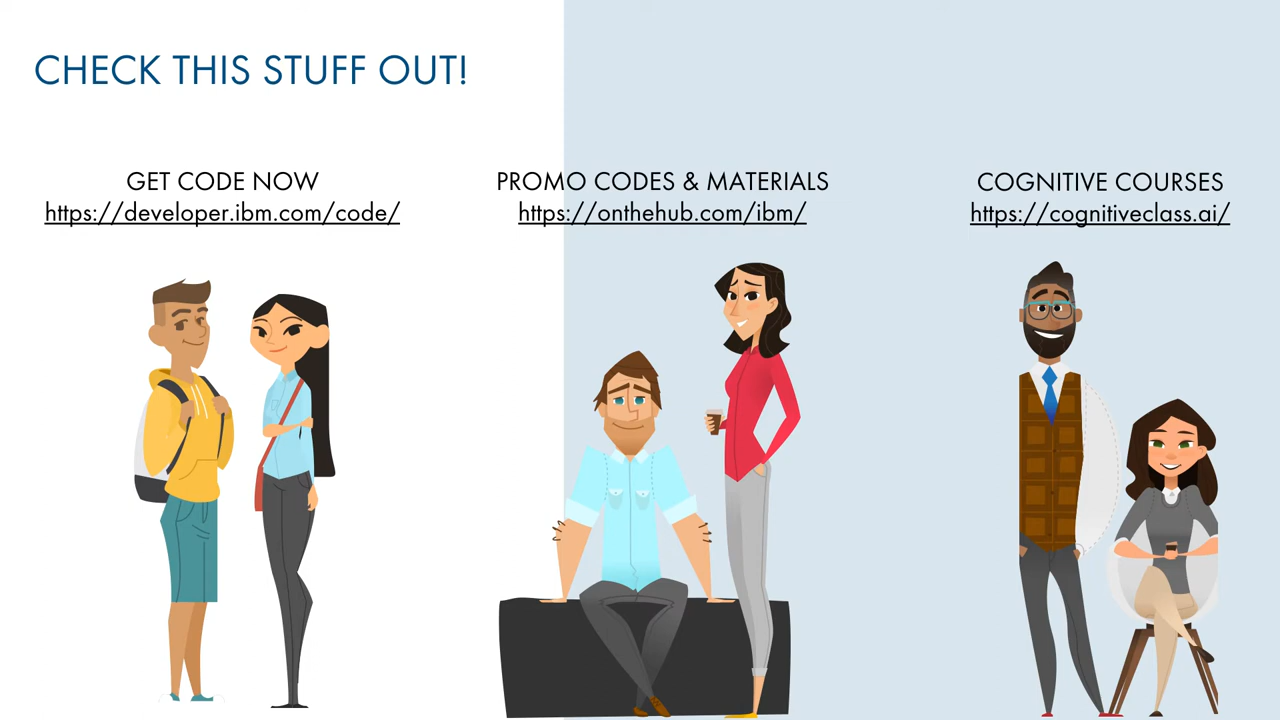 CHECK THIS STUFF OUT!
GET CODE NOW
https://developer.ibm.com/code/
PROMO CODES & MATERIALS
https://onthehub.com/ibm/
COGNITIVE COURSES
https://cognitiveclass.ai/